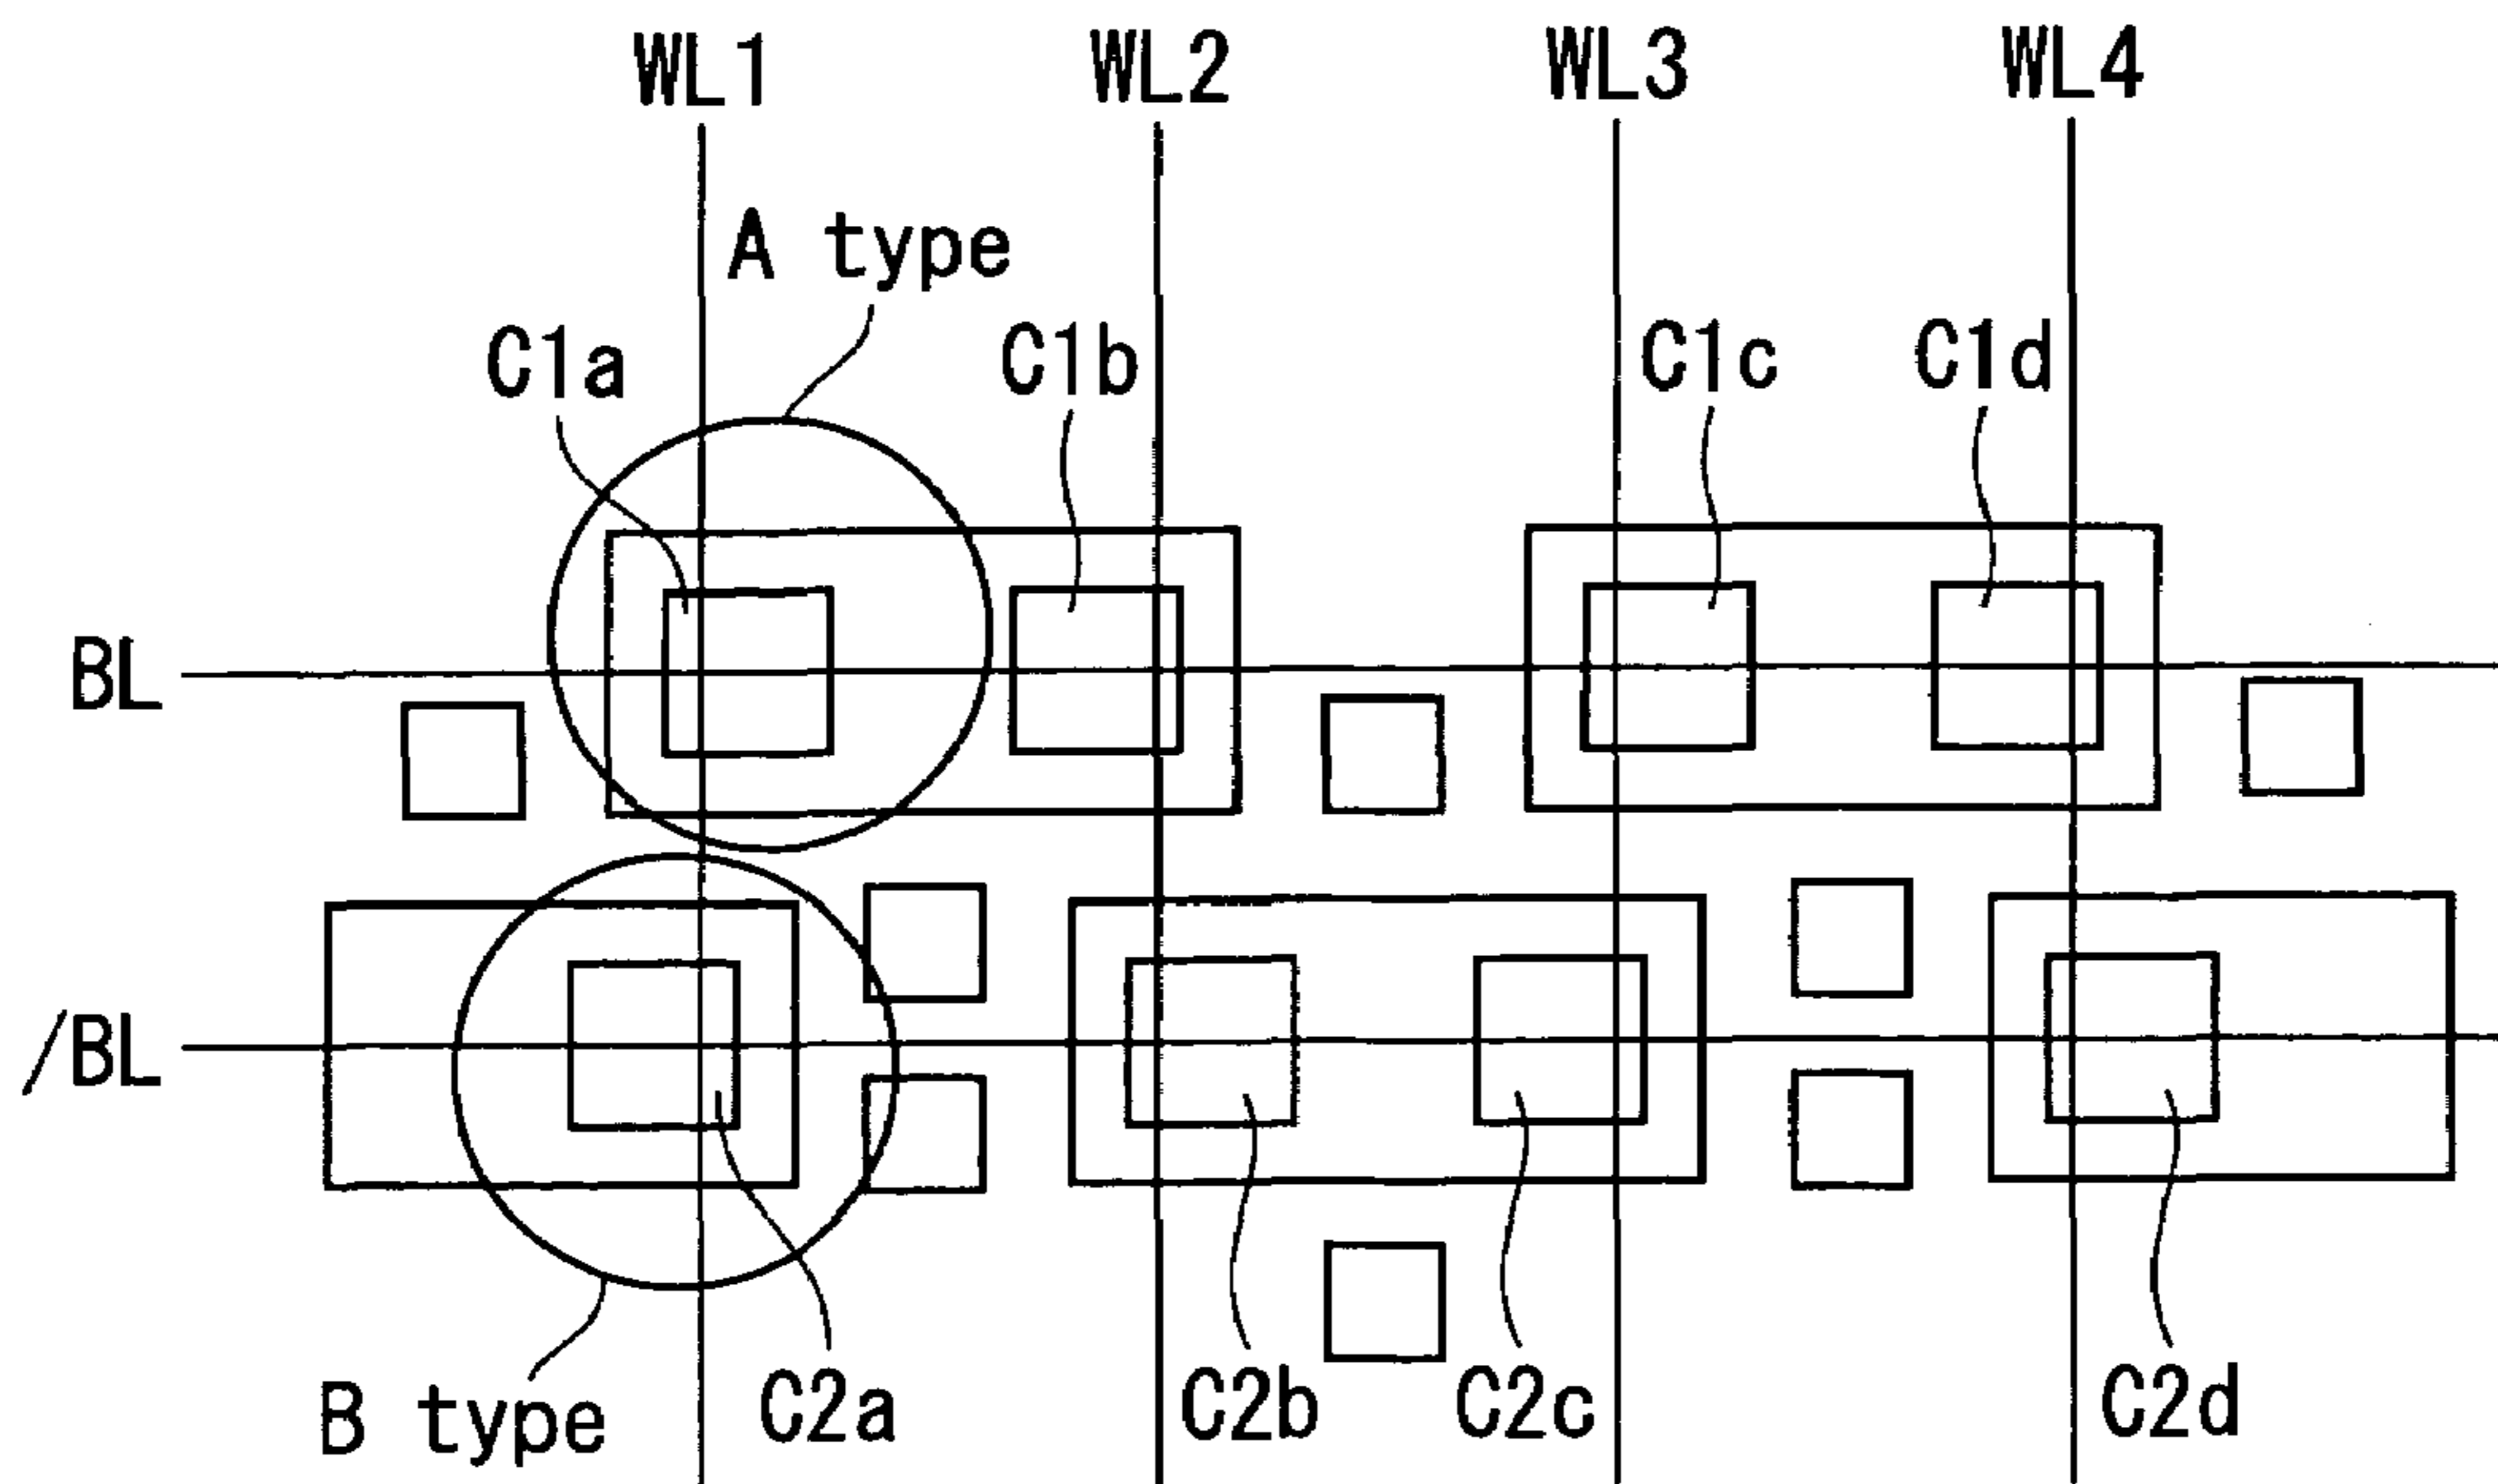 WL1 WL2 WL3 WL4
A type
C1a C1b C1c C1d
BL
/BL
B type C2a C2b C2c C2d